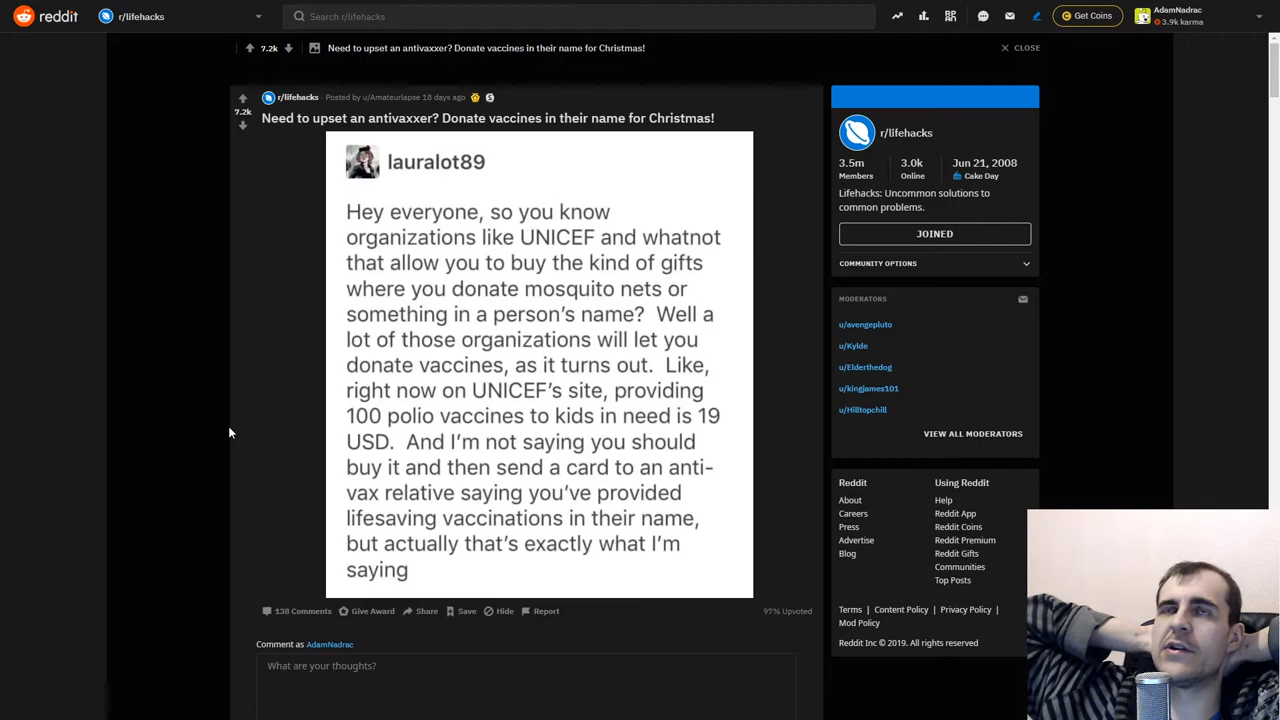 reddit
r/lifehacks
Search r/lifehacks
Get Coins
AdamNadrac
3.9k karma
7.2k
Need to upset an antivaxxer? Donate vaccines in their name for Christmas!
CLOSE
r/lifehacks · Posted by u/Amateurlapse 18 days ago
7.2k
Need to upset an antivaxxer? Donate vaccines in their name for Christmas!
lauralot89
Hey everyone, so you know
organizations like UNICEF and whatnot
that allow you to buy the kind of gifts
where you donate mosquito nets or
something in a person's name? Well a
lot of those organizations will let you
donate vaccines, as it turns out. Like,
right now on UNICEF's site, providing
100 polio vaccines to kids in need is 19
USD. And I'm not saying you should
buy it and then send a card to an anti-
vax relative saying you've provided
lifesaving vaccinations in their name,
but actually that's exactly what I'm
saying
138 Comments Give Award Share Save Hide Report
97% Upvoted
Comment as AdamNadrac
What are your thoughts?
r/lifehacks
3.5m 3.0k Jun 21, 2008
Members Online Cake Day
Lifehacks: Uncommon solutions to
common problems.
JOINED
COMMUNITY OPTIONS
MODERATORS
u/avengepluto
u/Kylde
u/Elderthedog
u/kingjames101
u/Hilltopchill
VIEW ALL MODERATORS
Reddit Using Reddit
About Help
Careers Reddit App
Press Reddit Coins
Advertise Reddit Premium
Blog Reddit Gifts
Communities
Top Posts
Terms | Content Policy | Privacy Policy |
Mod Policy
Reddit Inc © 2019. All rights reserved